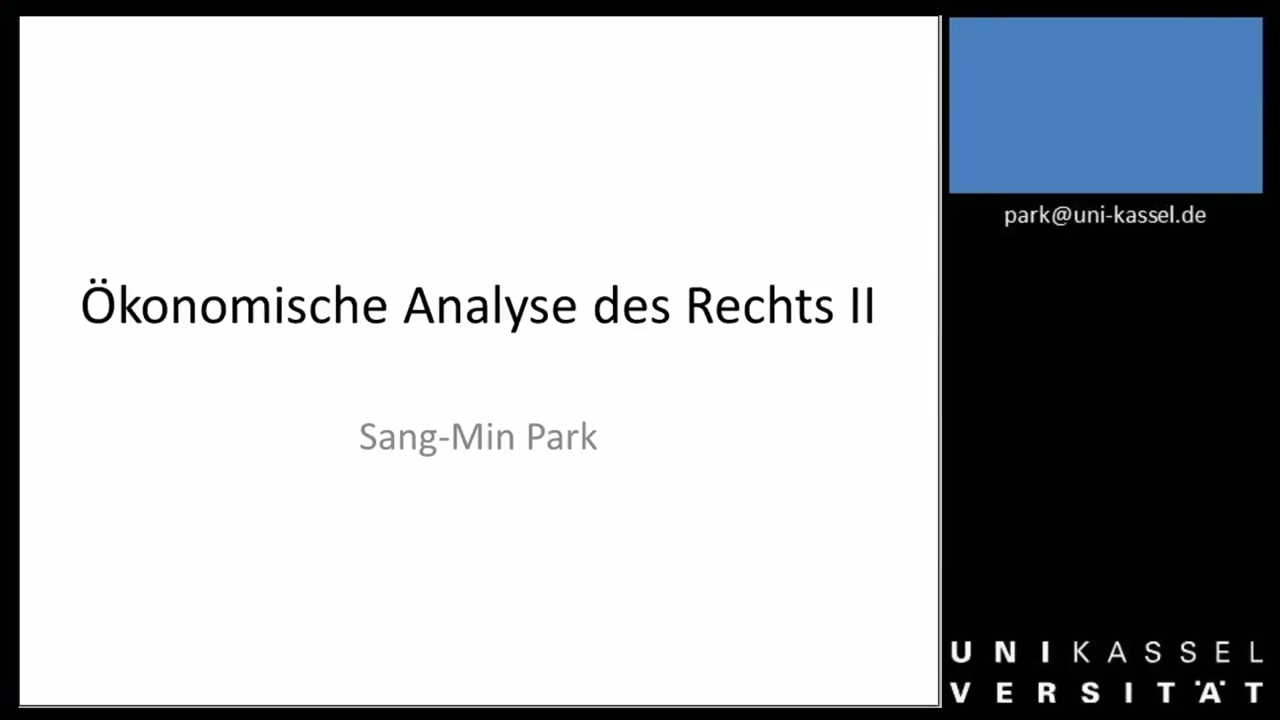 Ökonomische Analyse des Rechts II
Sang-Min Park
park@uni-kassel.de
UNIKASSEL
VERSITÄT